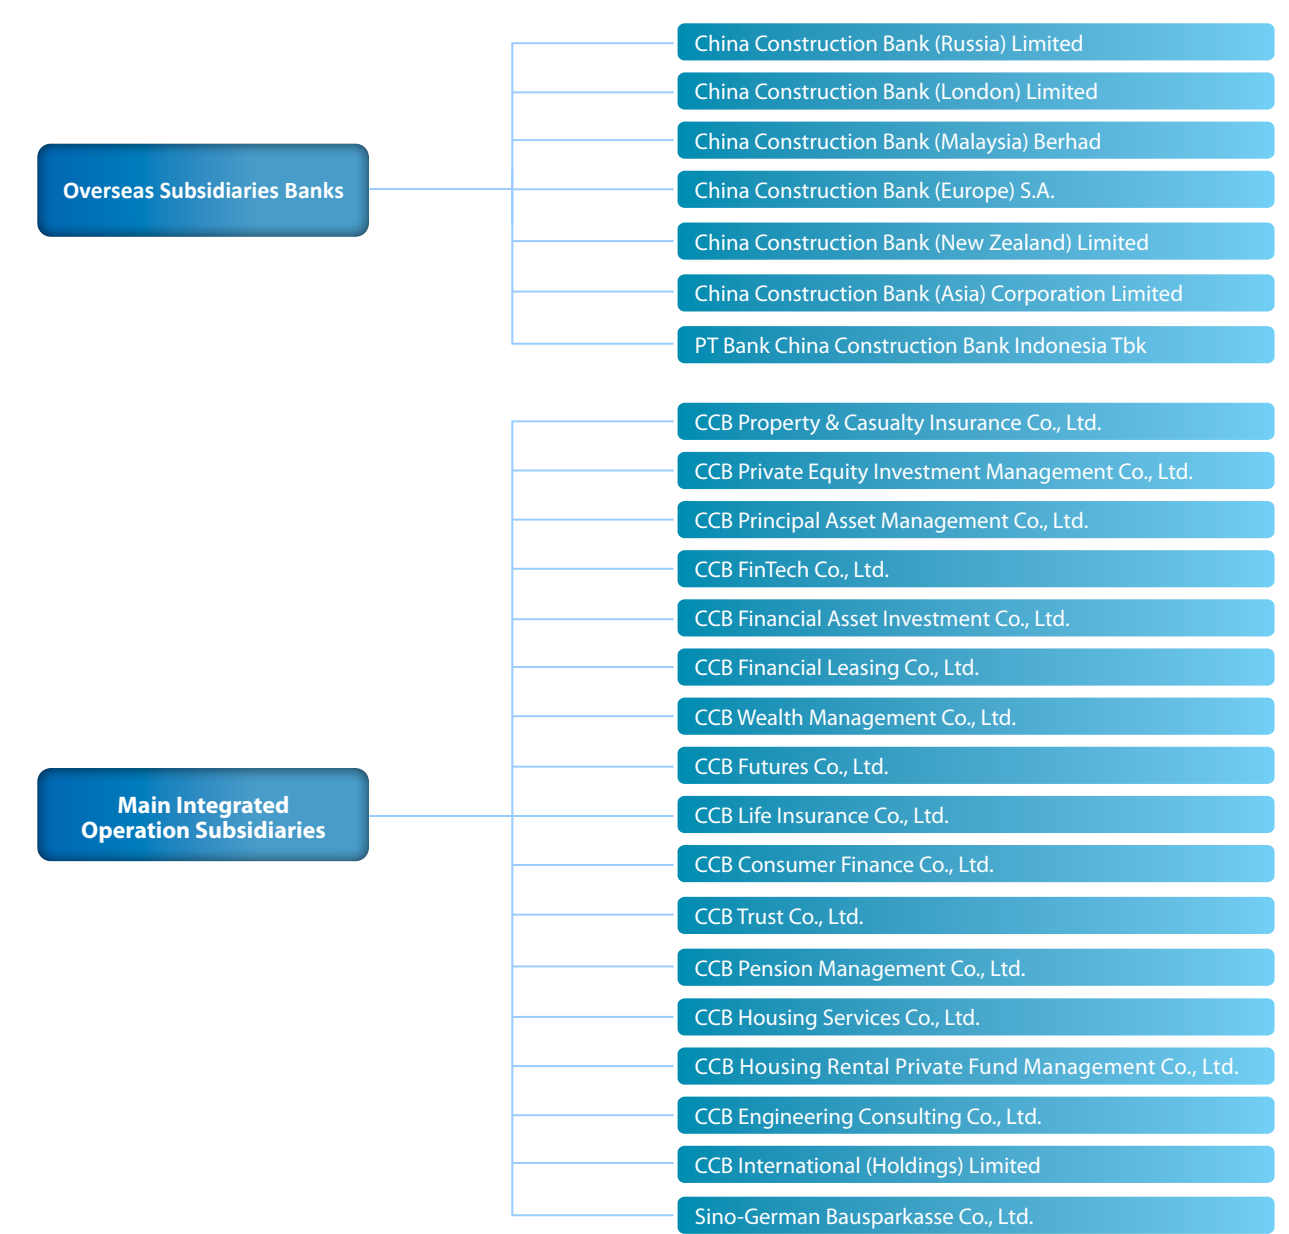 Overseas Subsidiaries Banks
China Construction Bank (Russia) Limited
China Construction Bank (London) Limited
China Construction Bank (Malaysia) Berhad
China Construction Bank (Europe) S.A.
China Construction Bank (New Zealand) Limited
China Construction Bank (Asia) Corporation Limited
PT Bank China Construction Bank Indonesia Tbk
Main Integrated
Operation Subsidiaries
CCB Property & Casualty Insurance Co., Ltd.
CCB Private Equity Investment Management Co., Ltd.
CCB Principal Asset Management Co., Ltd.
CCB FinTech Co., Ltd.
CCB Financial Asset Investment Co., Ltd.
CCB Financial Leasing Co., Ltd.
CCB Wealth Management Co., Ltd.
CCB Futures Co., Ltd.
CCB Life Insurance Co., Ltd.
CCB Consumer Finance Co., Ltd.
CCB Trust Co., Ltd.
CCB Pension Management Co., Ltd.
CCB Housing Services Co., Ltd.
CCB Housing Rental Private Fund Management Co., Ltd.
CCB Engineering Consulting Co., Ltd.
CCB International (Holdings) Limited
Sino-German Bausparkasse Co., Ltd.